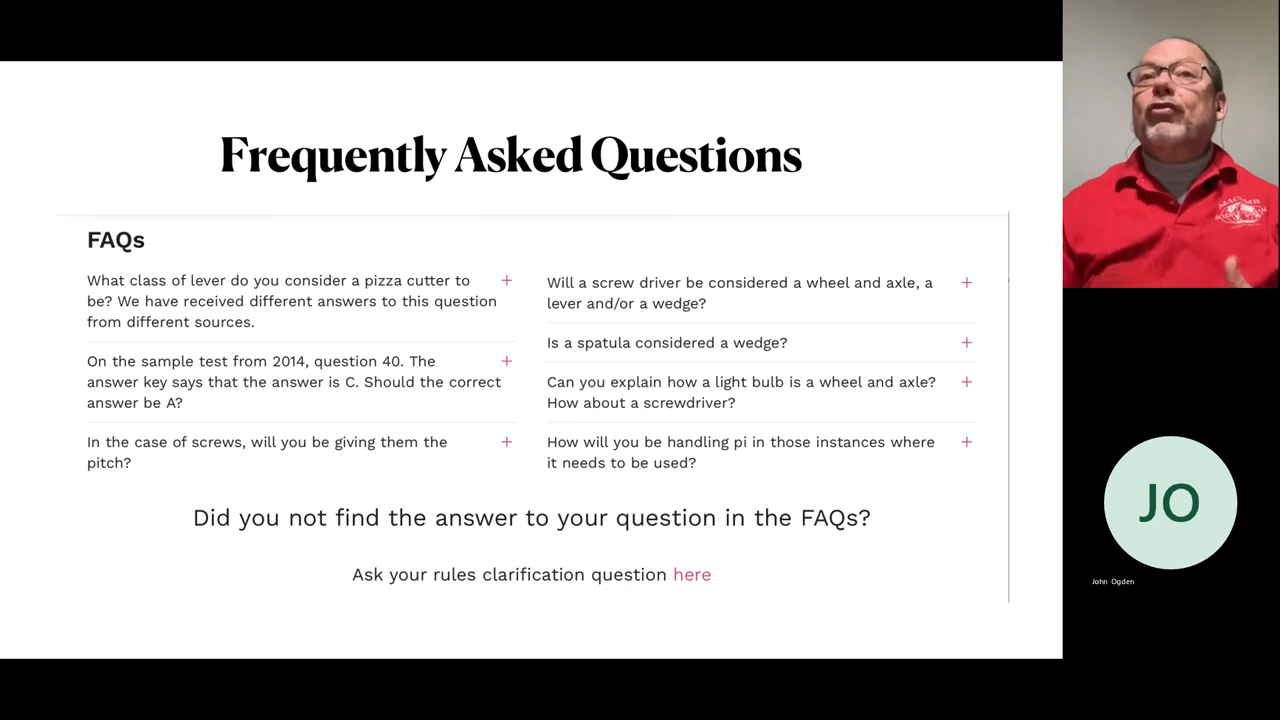 Frequently Asked Questions
FAQs
What class of lever do you consider a pizza cutter to
be? We have received different answers to this question
from different sources.
On the sample test from 2014, question 40. The
answer key says that the answer is C. Should the correct
answer be A?
In the case of screws, will you be giving them the
pitch?
Will a screw driver be considered a wheel and axle, a
lever and/or a wedge?
Is a spatula considered a wedge?
Can you explain how a light bulb is a wheel and axle?
How about a screwdriver?
How will you be handling pi in those instances where
it needs to be used?
Did you not find the answer to your question in the FAQs?
Ask your rules clarification question here
JO
John Ogden